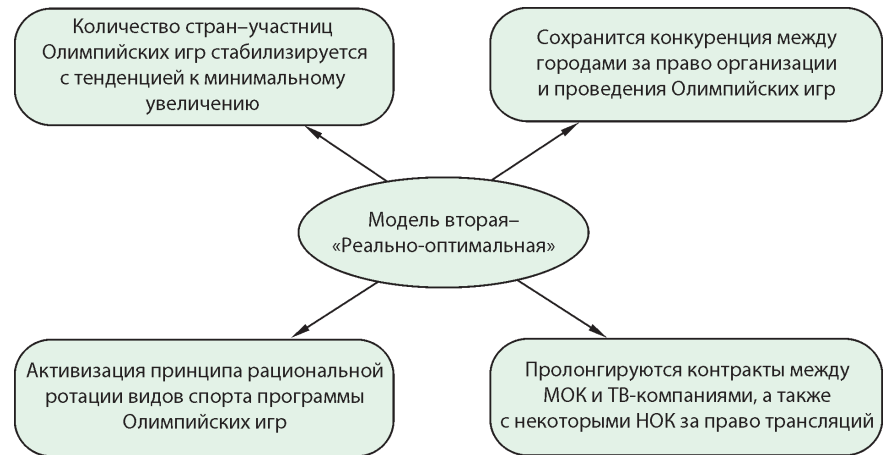 Количество стран–участниц
Олимпийских игр стабилизируется
с тенденцией к минимальному
увеличению
Сохранится конкуренция между
городами за право организации
и проведения Олимпийских игр
Модель вторая–
«Реально-оптимальная»
Активизация принципа рациональной
ротации видов спорта программы
Олимпийских игр
Пролонгируются контракты между
МОК и ТВ-компаниями, а также
с некоторыми НОК за право трансляций